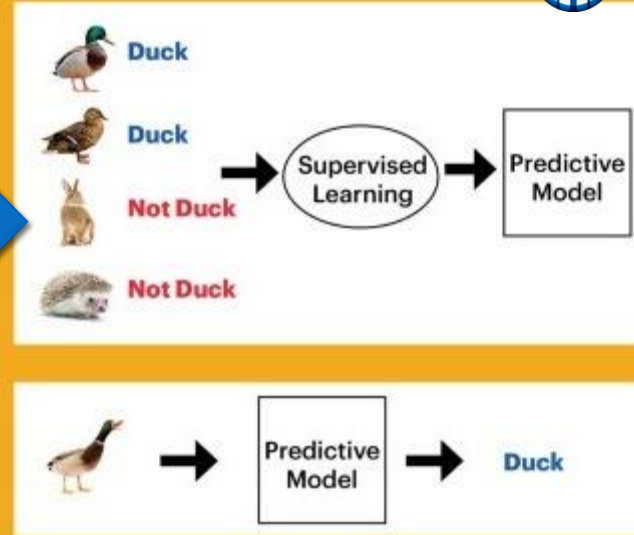 Duck
Duck
Not Duck
Not Duck
Supervised
Learning
Predictive
Model
Predictive
Model
Duck